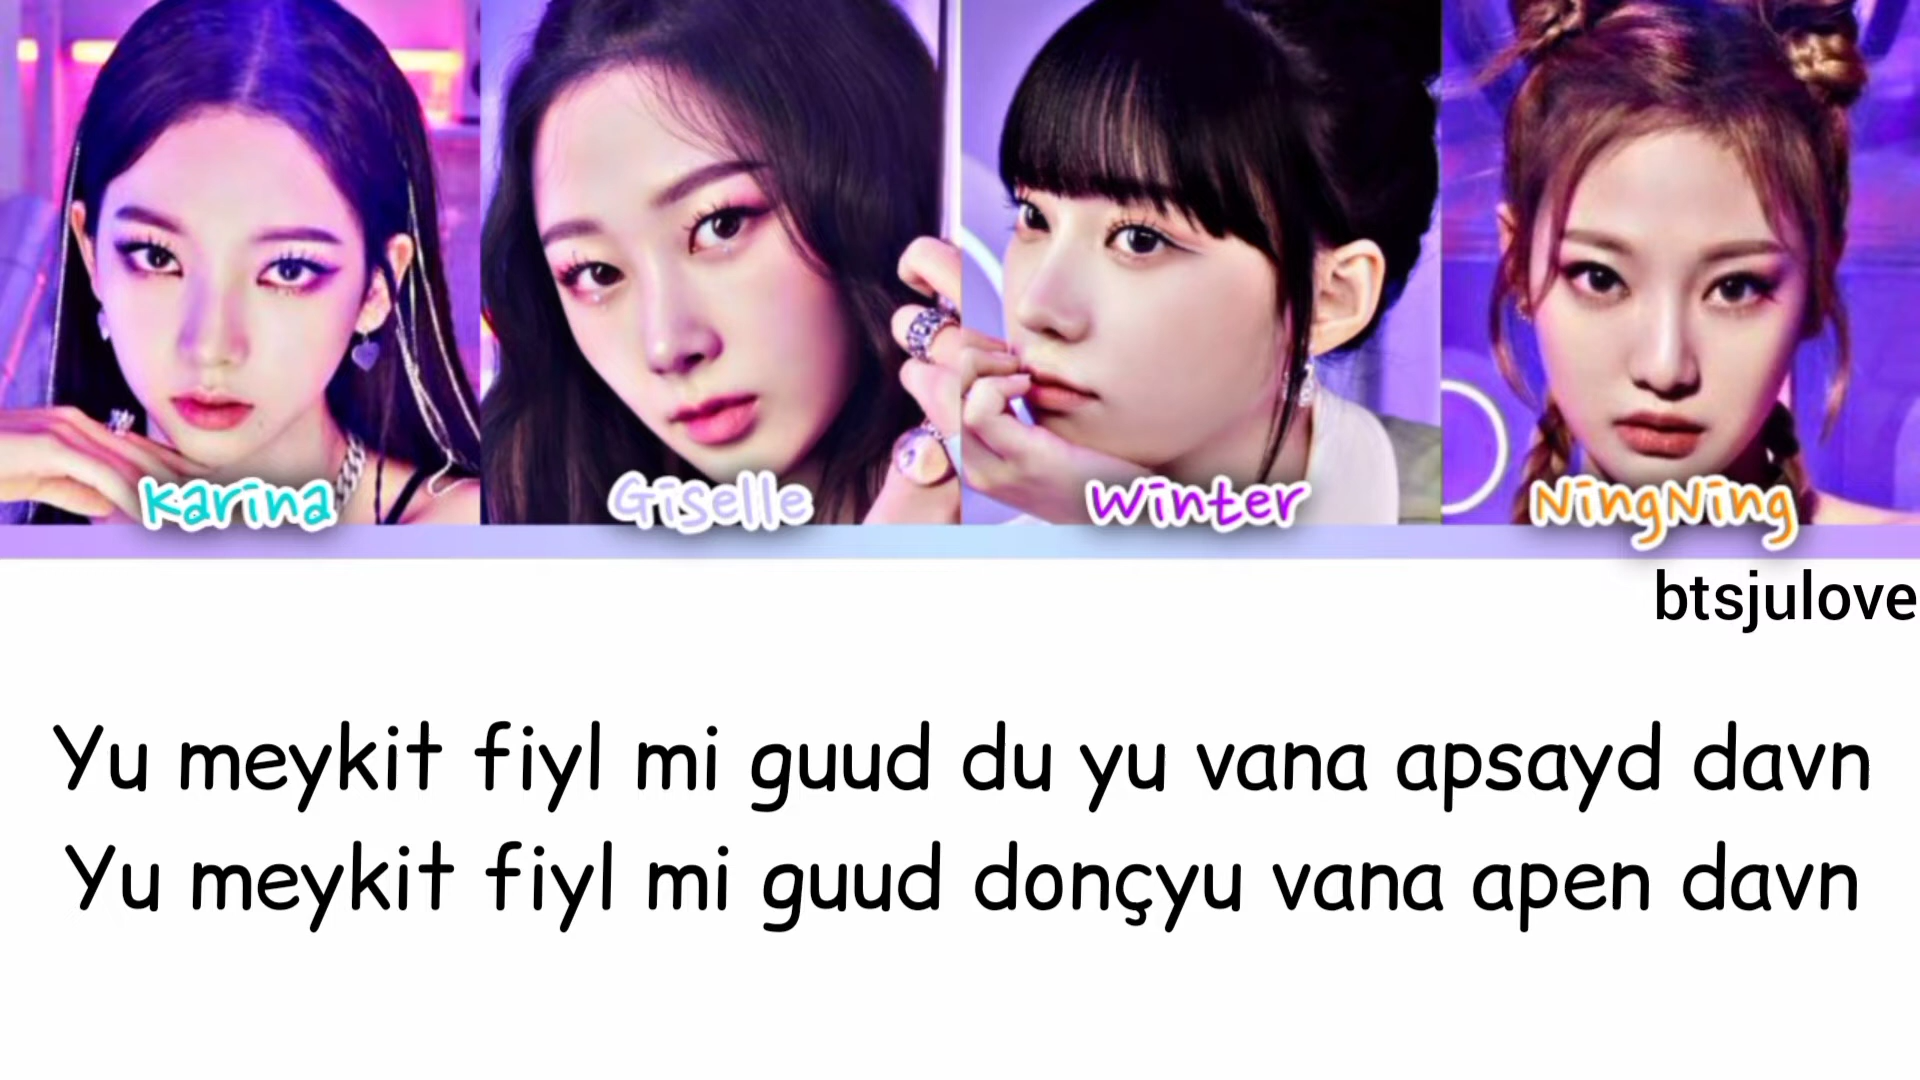 Karina
Giselle
Winter
NingNing
btsjulove
Yu meykit fiyl mi guud du yu vana apsayd davn
Yu meykit fiyl mi guud donçyu vana apen davn